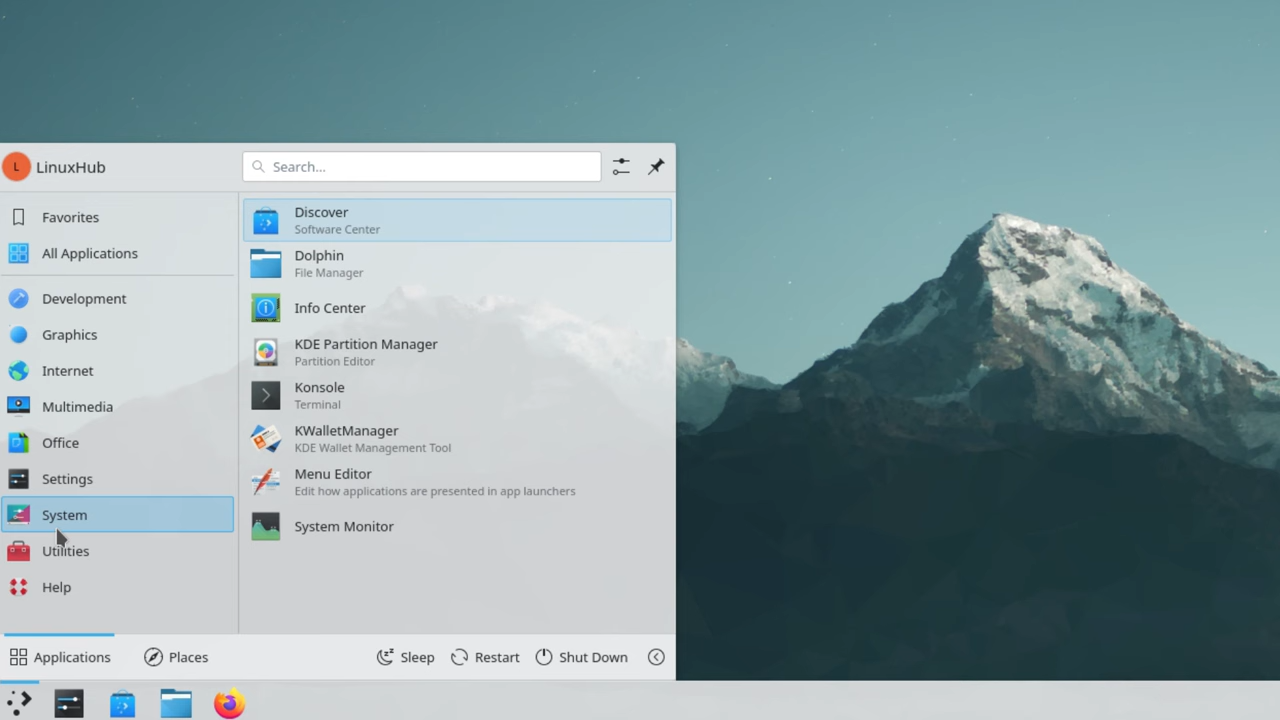 L
LinuxHub
Search...
Favorites
All Applications
Development
Graphics
Internet
Multimedia
Office
Settings
System
Utilities
Help
Discover
Software Center
Dolphin
File Manager
Info Center
KDE Partition Manager
Partition Editor
Konsole
Terminal
KWalletManager
KDE Wallet Management Tool
Menu Editor
Edit how applications are presented in app launchers
System Monitor
Applications
Places
Sleep
Restart
Shut Down